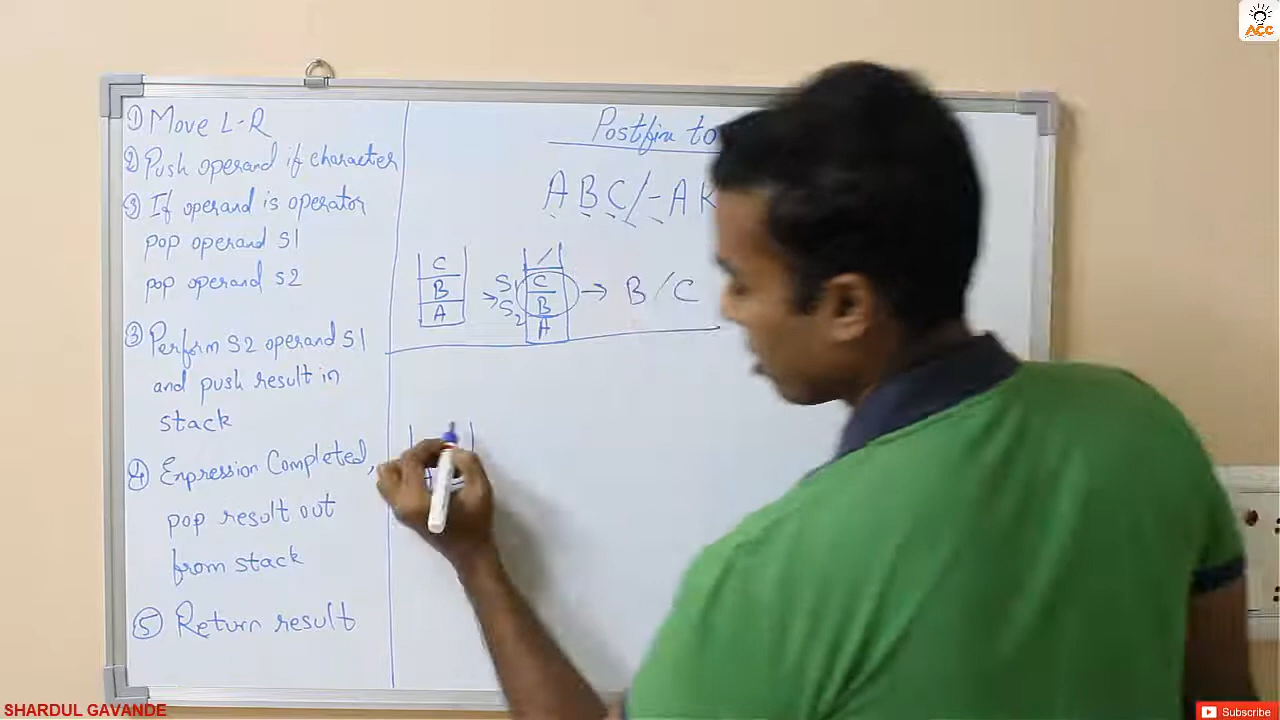 ACC
① Move L-R
② Push operand if character
③ If operand is operator
pop operand S1
pop operand S2
③ Perform S2 operand S1
and push result in
stack
④ Expression Completed,
pop result out
from stack
⑤ Return result
Postfix to
A B C / - A K
C
B
A
/
S1 C
S2 B
A
→ B / C
A
SHARDUL GAVANDE
Subscribe